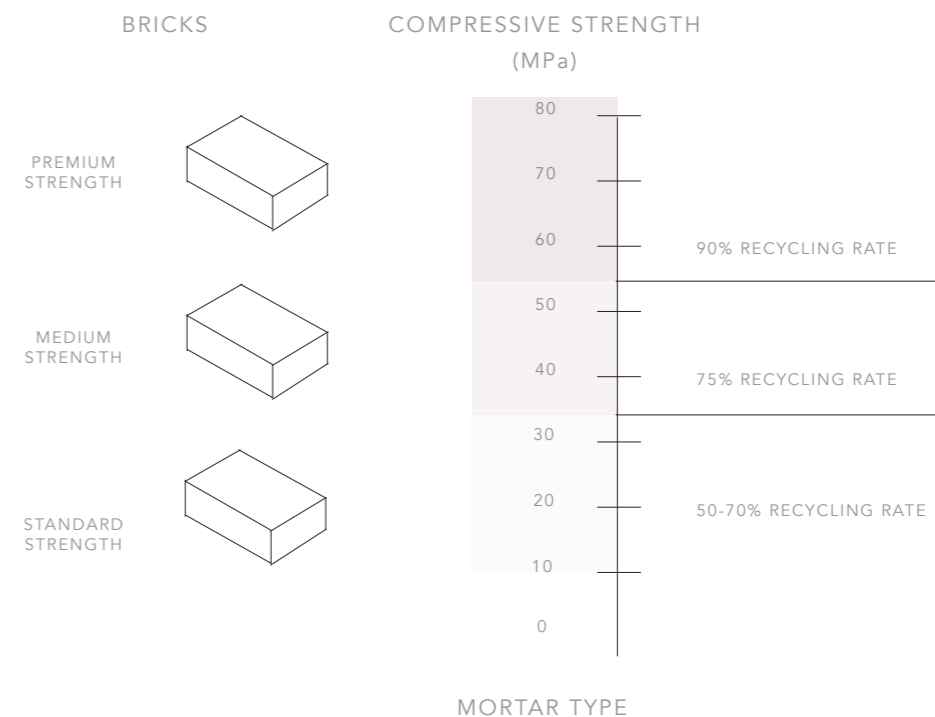 BRICKS
COMPRESSIVE STRENGTH
(MPa)
80
PREMIUM
STRENGTH
70
60
90% RECYCLING RATE
50
MEDIUM
STRENGTH
40
75% RECYCLING RATE
30
20
50-70% RECYCLING RATE
STANDARD
STRENGTH
10
0
MORTAR TYPE